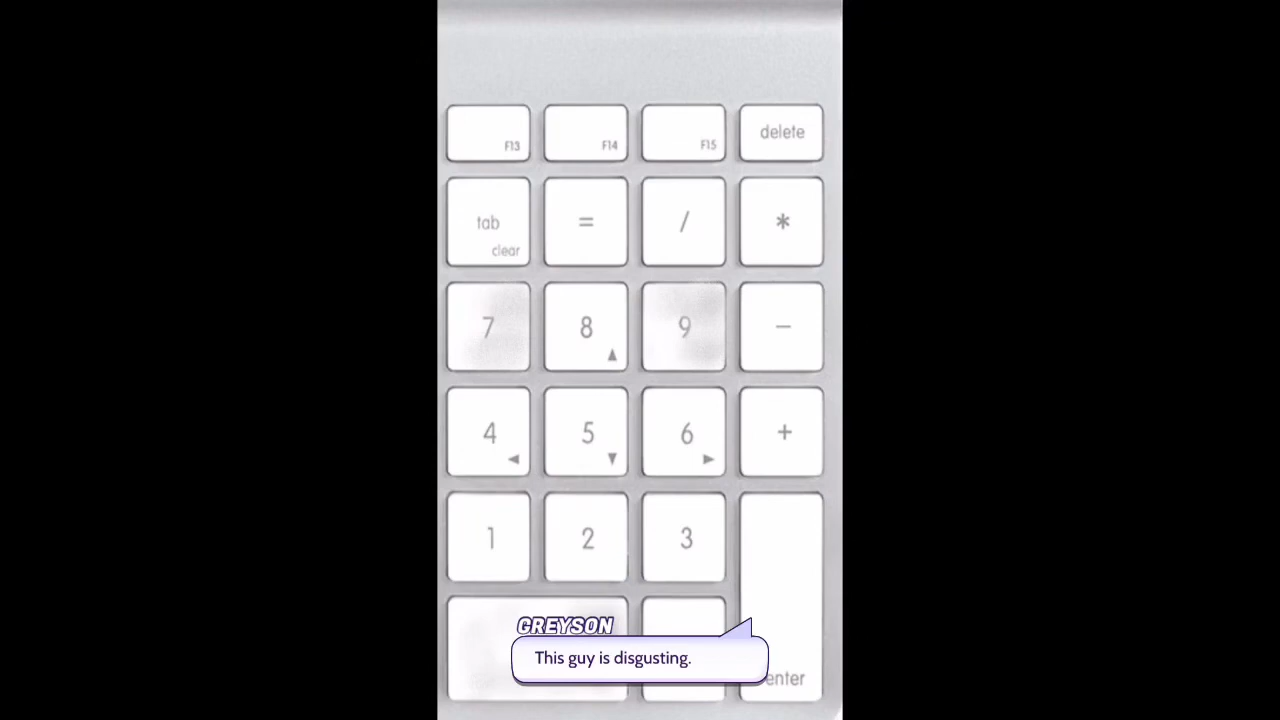 F13 F14 F15 delete
tab = / *
clear
7 8 9 −
4 5 6 +
1 2 3
GREYSON
This guy is disgusting.
enter